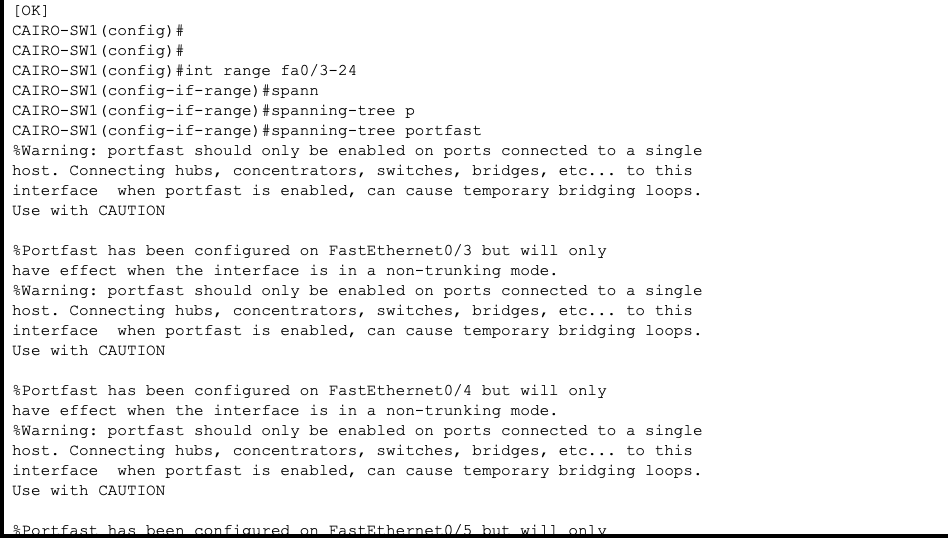 [OK]
CAIRO-SW1(config)#
CAIRO-SW1(config)#
CAIRO-SW1(config)#int range fa0/3-24
CAIRO-SW1(config-if-range)#spann
CAIRO-SW1(config-if-range)#spanning-tree p
CAIRO-SW1(config-if-range)#spanning-tree portfast
%Warning: portfast should only be enabled on ports connected to a single
host. Connecting hubs, concentrators, switches, bridges, etc... to this
interface  when portfast is enabled, can cause temporary bridging loops.
Use with CAUTION

%Portfast has been configured on FastEthernet0/3 but will only
have effect when the interface is in a non-trunking mode.
%Warning: portfast should only be enabled on ports connected to a single
host. Connecting hubs, concentrators, switches, bridges, etc... to this
interface  when portfast is enabled, can cause temporary bridging loops.
Use with CAUTION

%Portfast has been configured on FastEthernet0/4 but will only
have effect when the interface is in a non-trunking mode.
%Warning: portfast should only be enabled on ports connected to a single
host. Connecting hubs, concentrators, switches, bridges, etc... to this
interface  when portfast is enabled, can cause temporary bridging loops.
Use with CAUTION

%Portfast has been configured on FastEthernet0/5 but will only